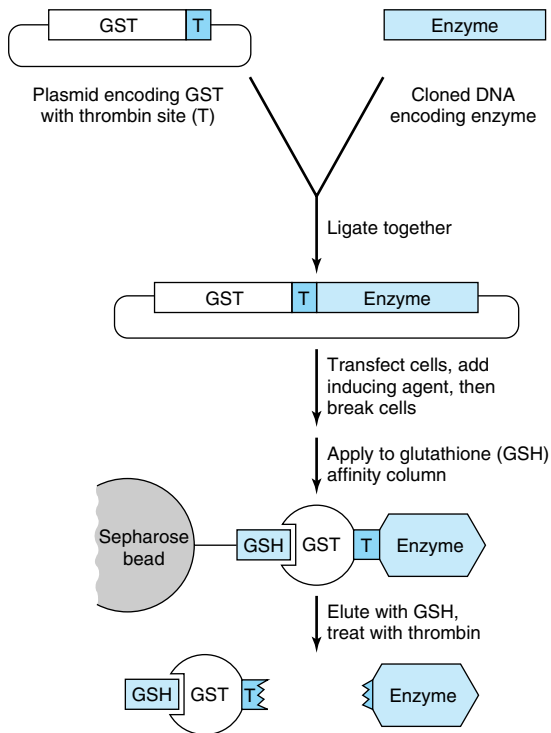 GST
T
Enzyme
Plasmid encoding GST
with thrombin site (T)
Cloned DNA
encoding enzyme
Ligate together
GST
T
Enzyme
Transfect cells, add
inducing agent, then
break cells
Apply to glutathione (GSH)
affinity column
Sepharose
bead
GSH
GST
T
Enzyme
Elute with GSH,
treat with thrombin
GSH
GST
T
Enzyme